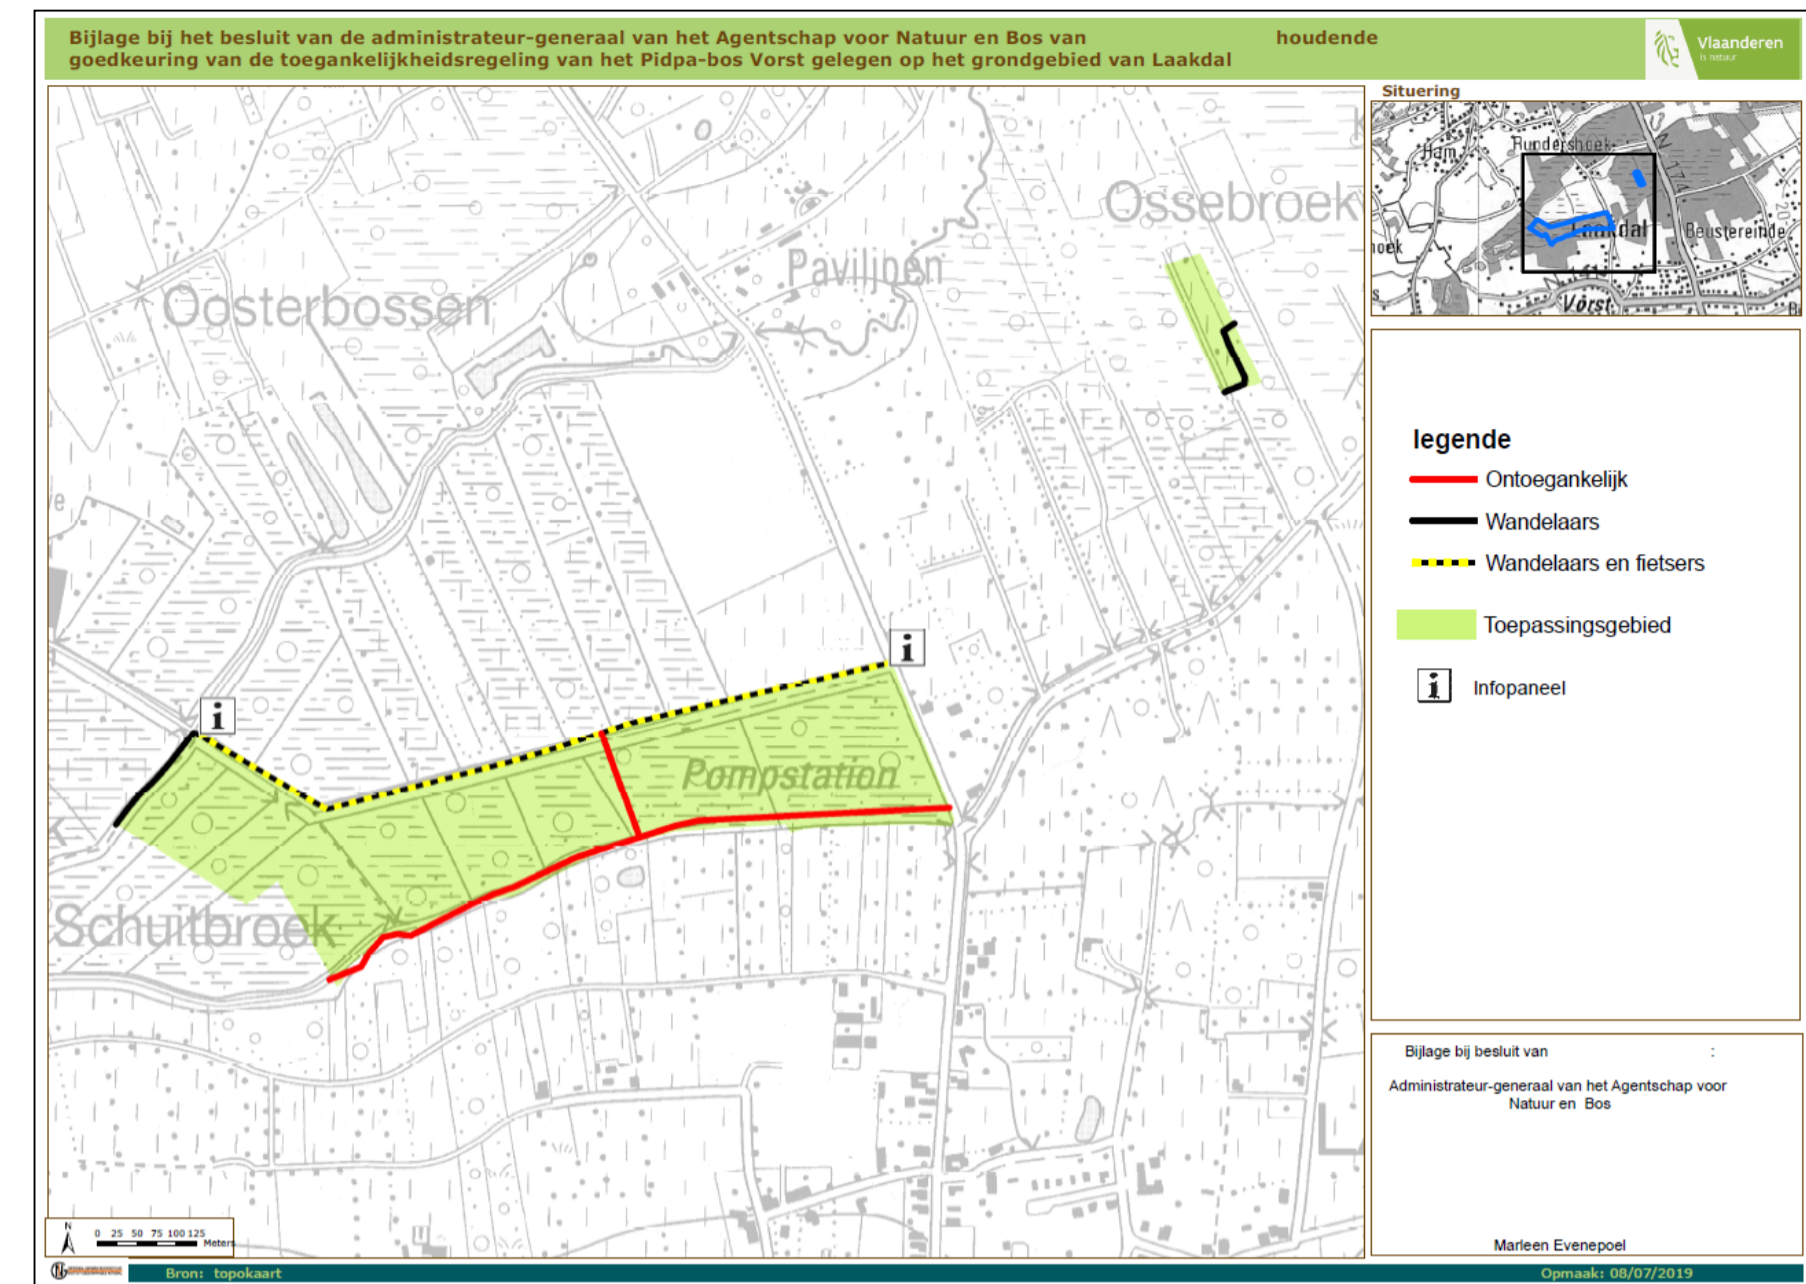 Bijlage bij het besluit van de administrateur-generaal van het Agentschap voor Natuur en Bos van houdende
goedkeuring van de toegankelijkheidsregeling van het Pidpa-bos Vorst gelegen op het grondgebied van Laakdal
Vlaanderen
is natuur
Situering
Ham
Rundershoek
N 174
Laakdal
Beustereinde
hoek
Vorst
Ossebroek
Paviljoen
Oosterbossen
Pompstation
Schuitbroek
i
i
legende
Ontoegankelijk
Wandelaars
Wandelaars en fietsers
Toepassingsgebied
i Infopaneel
Bijlage bij besluit van :
Administrateur-generaal van het Agentschap voor
Natuur en Bos
Marleen Evenepoel
N
0 25 50 75 100 125
Meters
Bron: topokaart
Opmaak: 08/07/2019